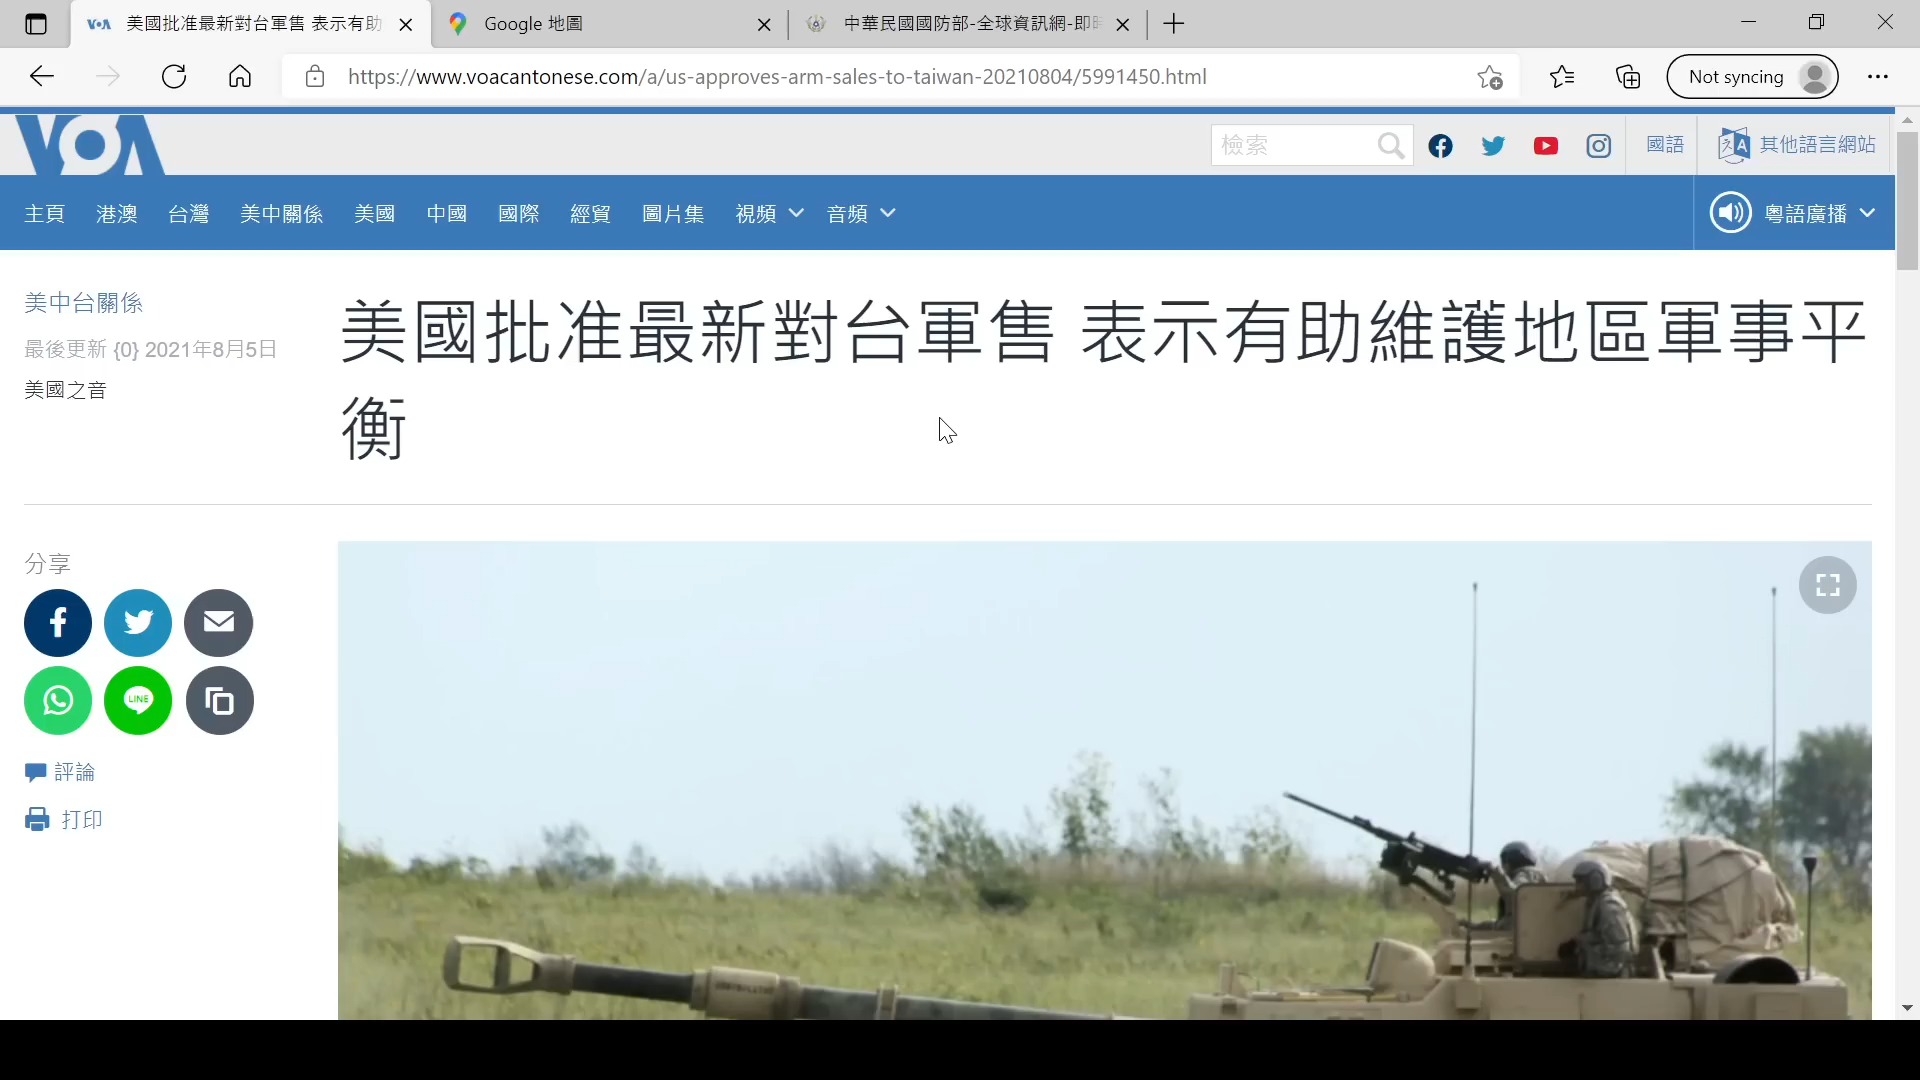 美國批准最新對台軍售 表示有助
Google 地圖
中華民國國防部-全球資訊網-即時
https://www.voacantonese.com/a/us-approves-arm-sales-to-taiwan-20210804/5991450.html
Not syncing
VOA
檢索
國語
其他語言網站
主頁 港澳 台灣 美中關係 美國 中國 國際 經貿 圖片集 視頻 音頻
粵語廣播
美中台關係
最後更新 {0} 2021年8月5日
美國之音
美國批准最新對台軍售 表示有助維護地區軍事平
衡
分享
LINE
評論
打印